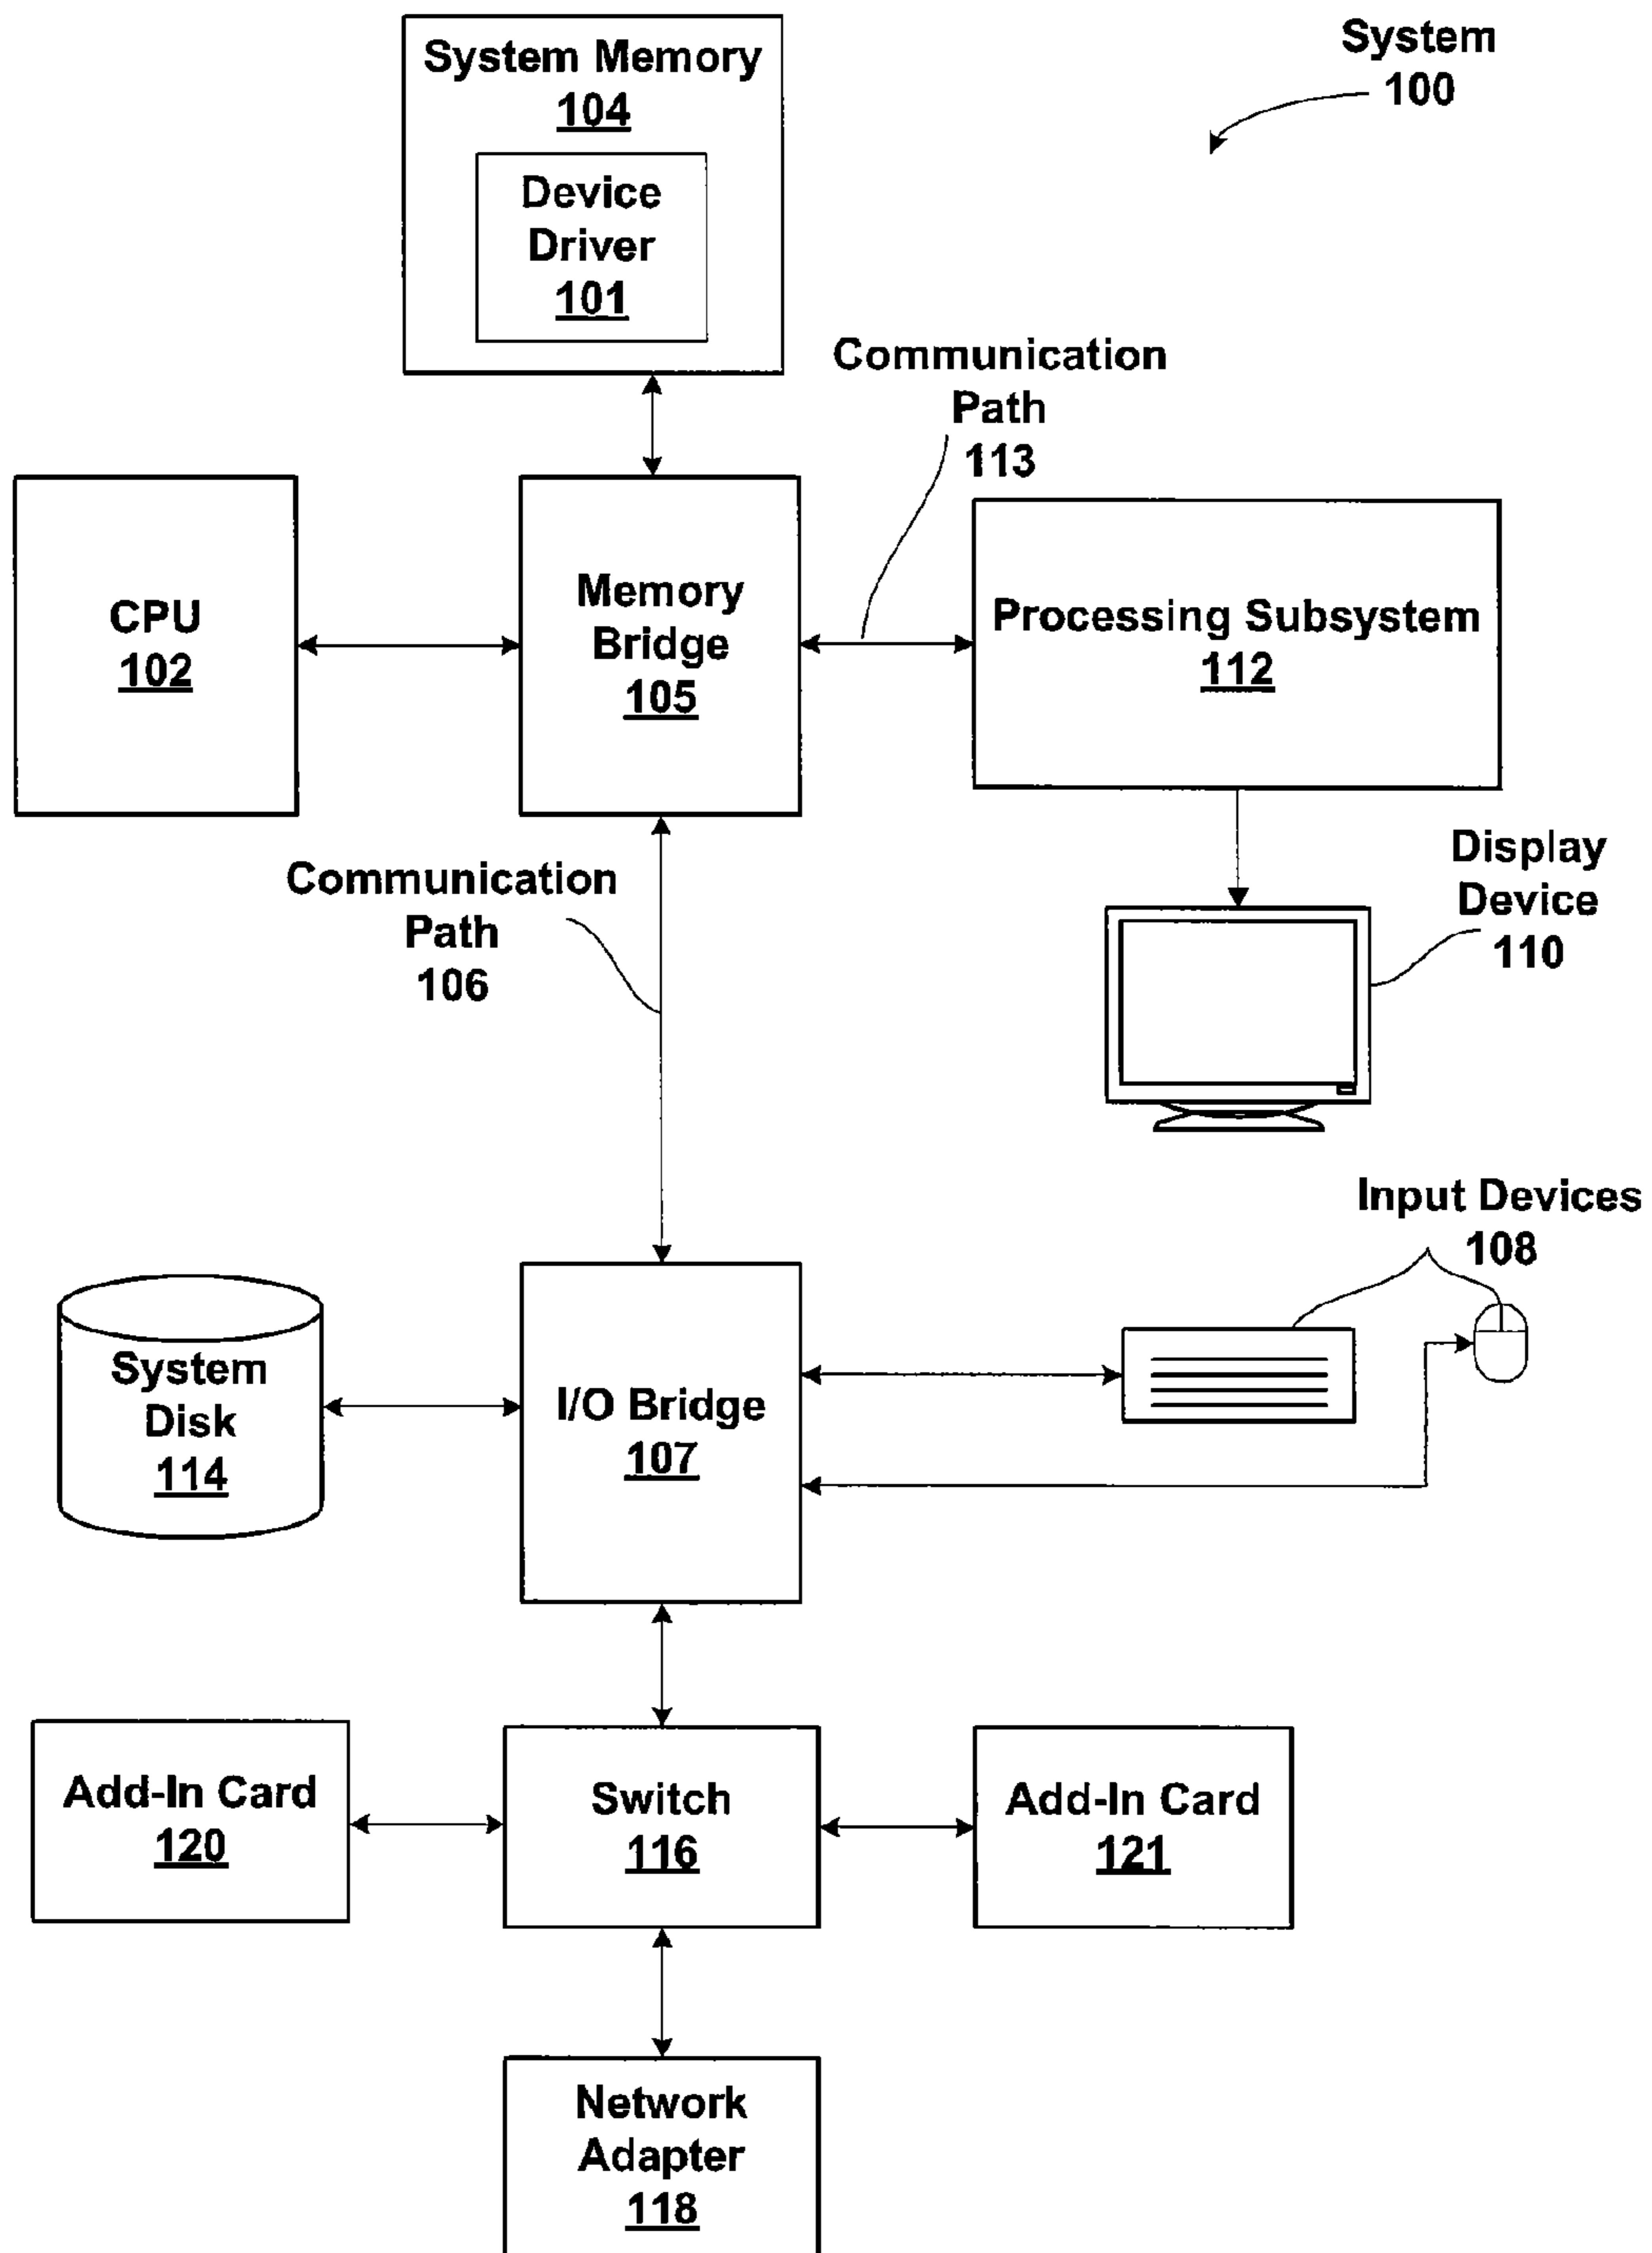 System Memory
104
Device
Driver
101
System
100
Communication
Path
113
CPU
102
Memory
Bridge
105
Processing Subsystem
112
Communication
Path
106
Display
Device
110
Input Devices
108
System
Disk
114
I/O Bridge
107
Add-In Card
120
Switch
116
Add-In Card
121
Network
Adapter
118